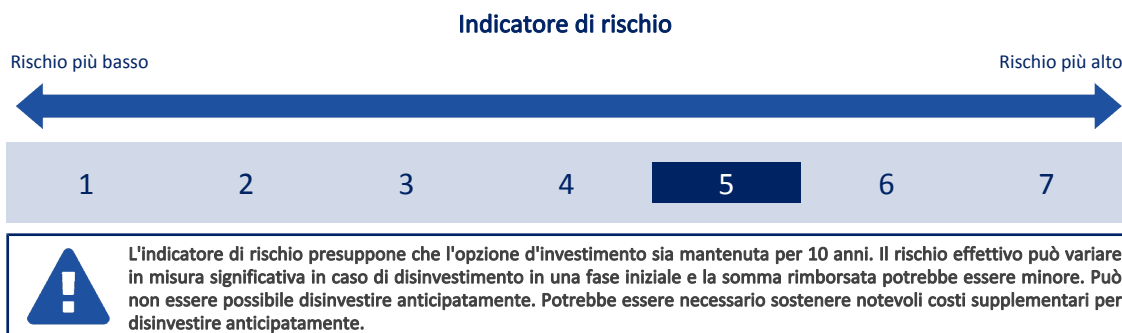 Indicatore di rischio
Rischio più basso
Rischio più alto
1 2 3 4 5 6 7
L'indicatore di rischio presuppone che l'opzione d'investimento sia mantenuta per 10 anni. Il rischio effettivo può variare
in misura significativa in caso di disinvestimento in una fase iniziale e la somma rimborsata potrebbe essere minore. Può
non essere possibile disinvestire anticipatamente. Potrebbe essere necessario sostenere notevoli costi supplementari per
disinvestire anticipatamente.